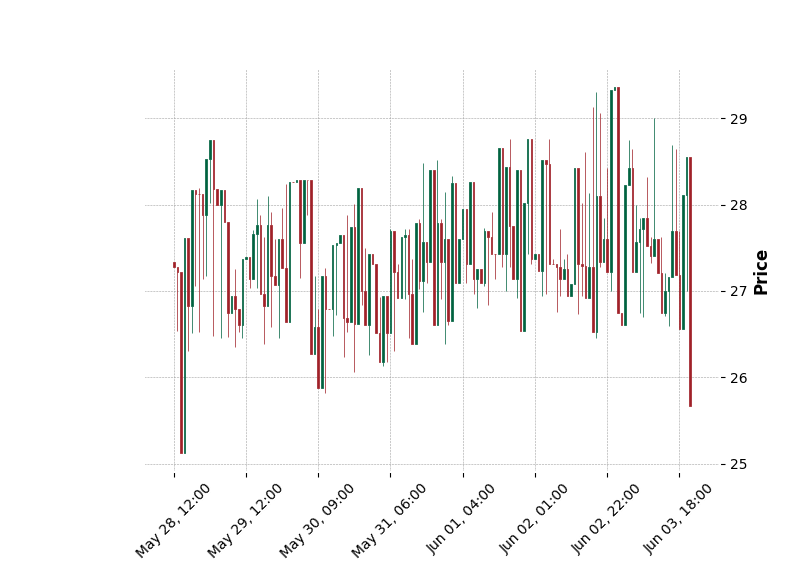 29
28
27
26
25
Price
May 28, 12:00
May 29, 12:00
May 30, 09:00
May 31, 06:00
Jun 01, 04:00
Jun 02, 01:00
Jun 02, 22:00
Jun 03, 18:00